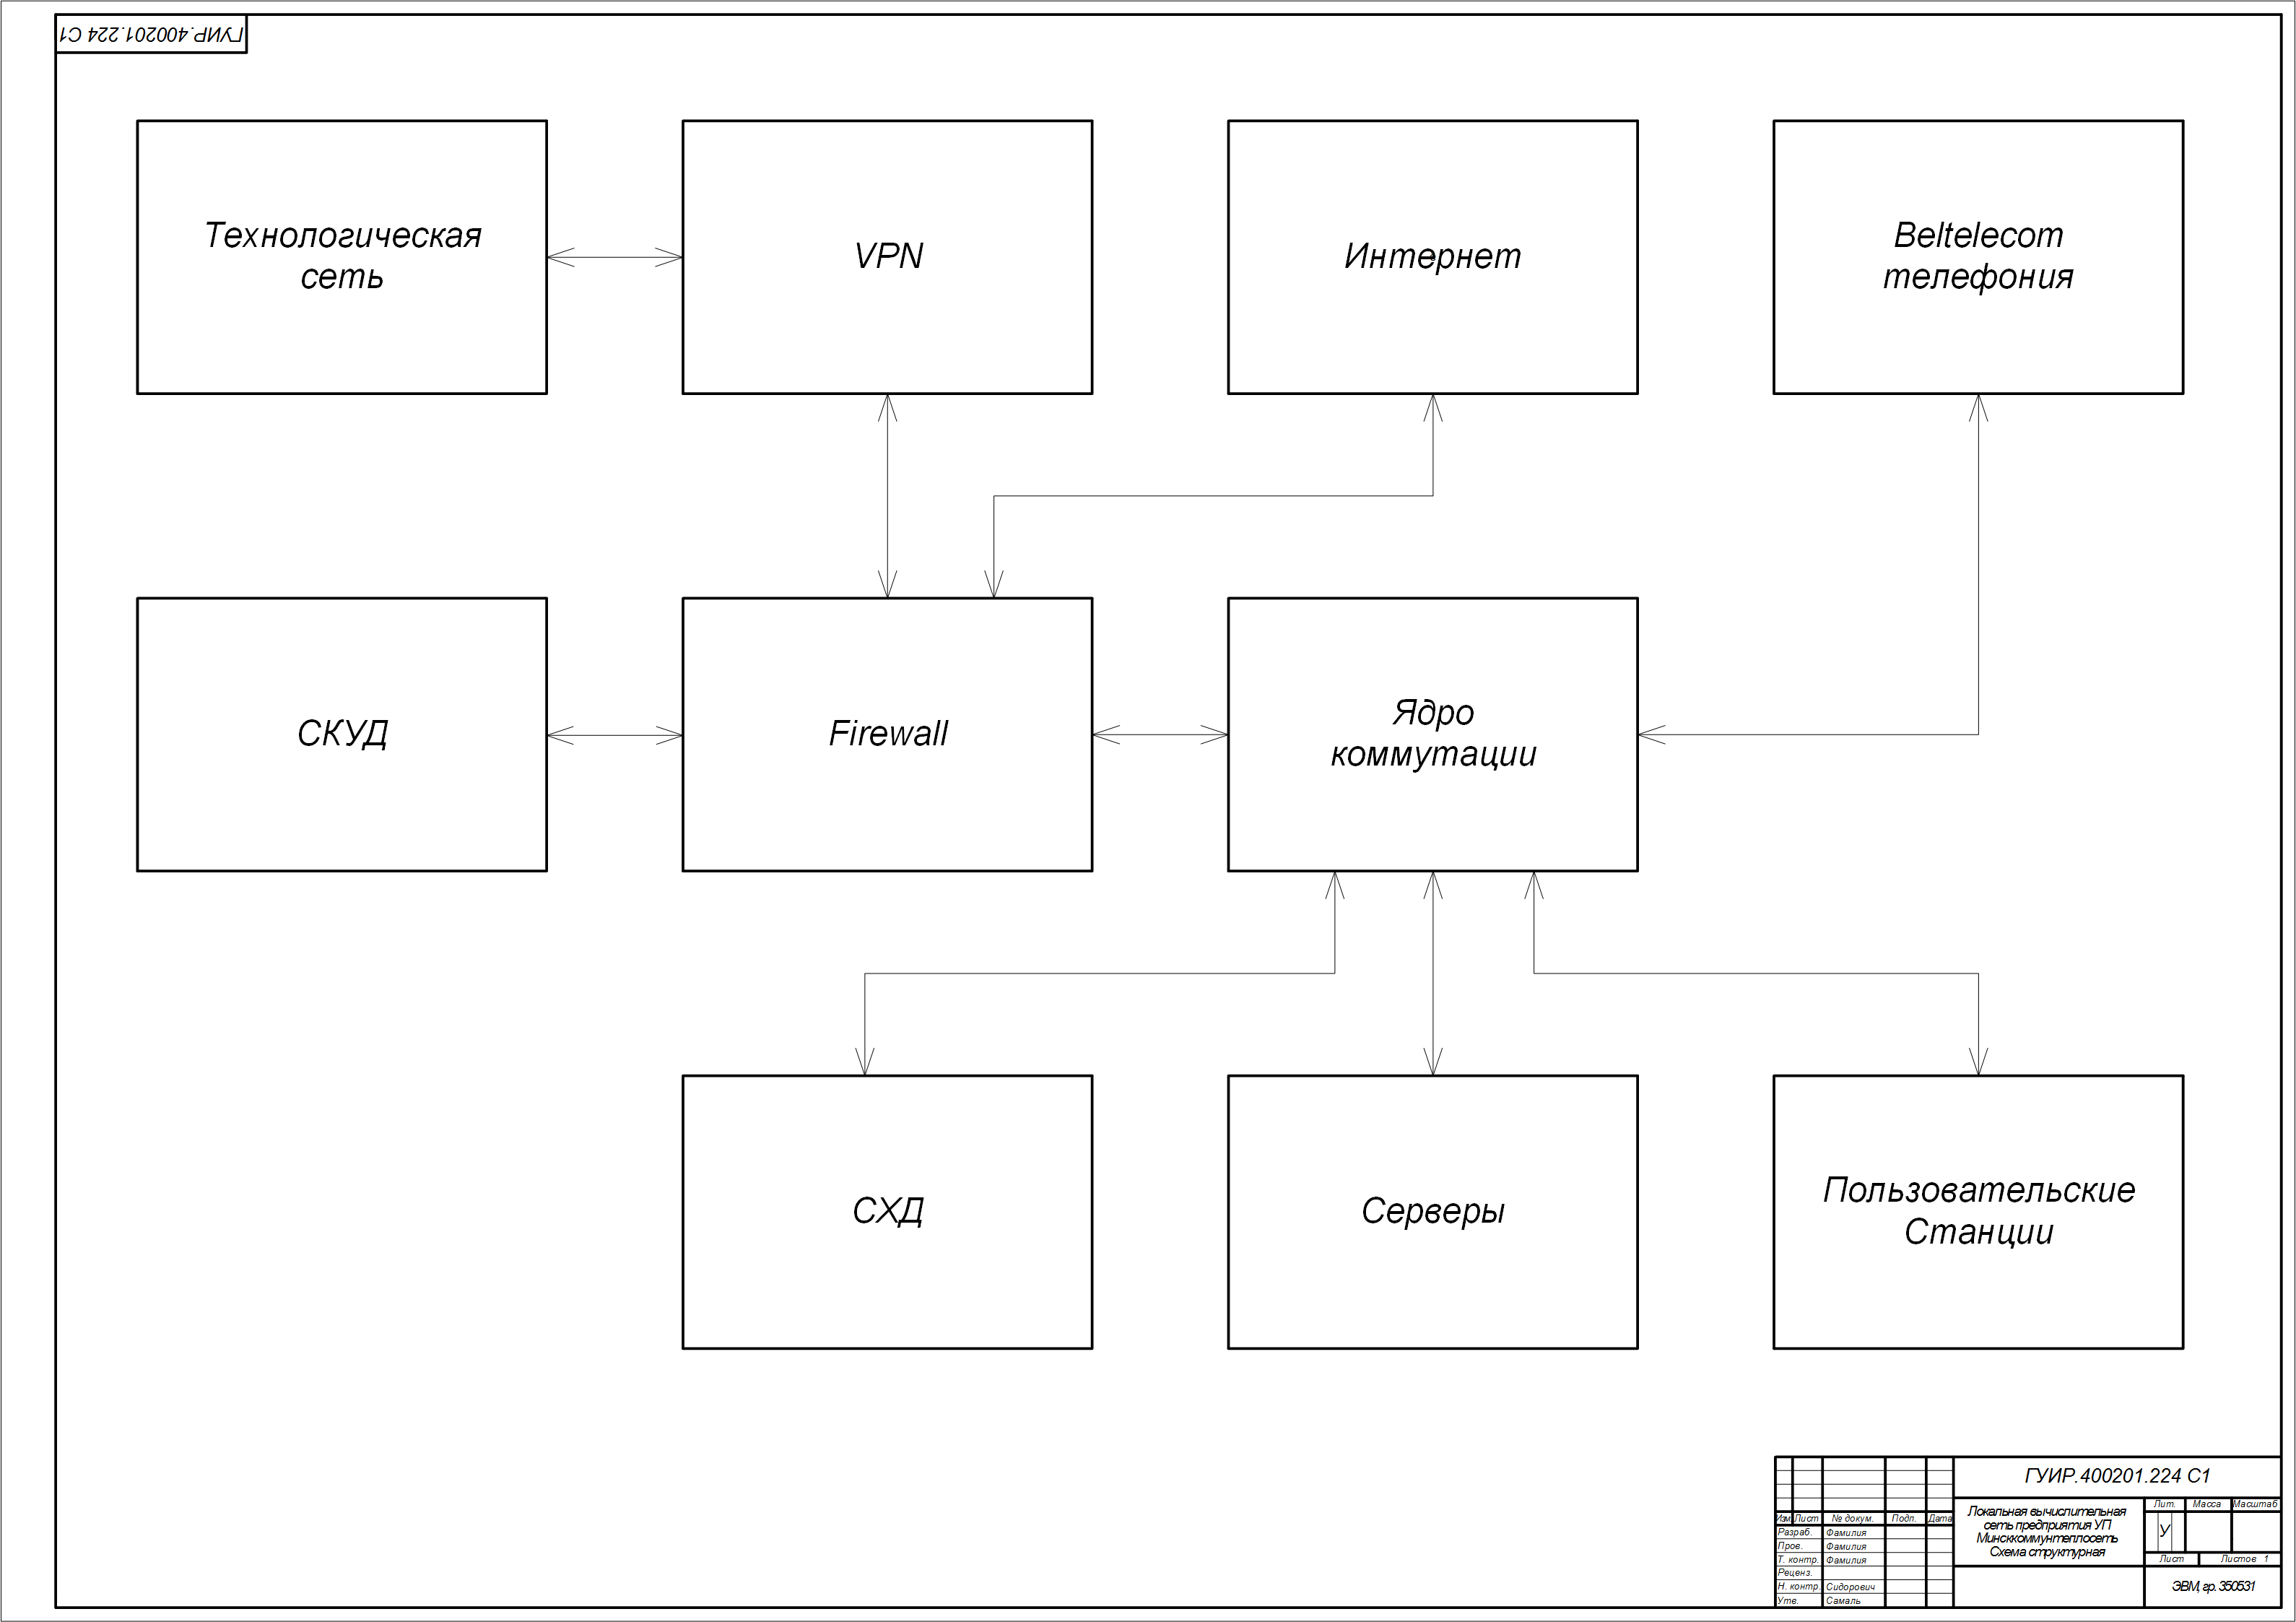 ГУИР.400201.224 С1
Технологическая
сеть
VPN
Интернет
Beltelecom
телефония
СКУД
Firewall
Ядро
коммутации
СХД
Серверы
Пользовательские
Станции
ГУИР.400201.224 С1
Локальная вычислительная
сеть предприятия УП
Минсккоммунтеплосеть
Схема структурная
Лит. Масса Масштаб
У
Лист Листов 1
ЭВМ, гр. 350531
Изм. Лист № докум. Подп. Дата
Разраб. Фамилия
Пров. Фамилия
Т. контр. Фамилия
Реценз.
Н. контр. Сидорович
Утв. Самаль